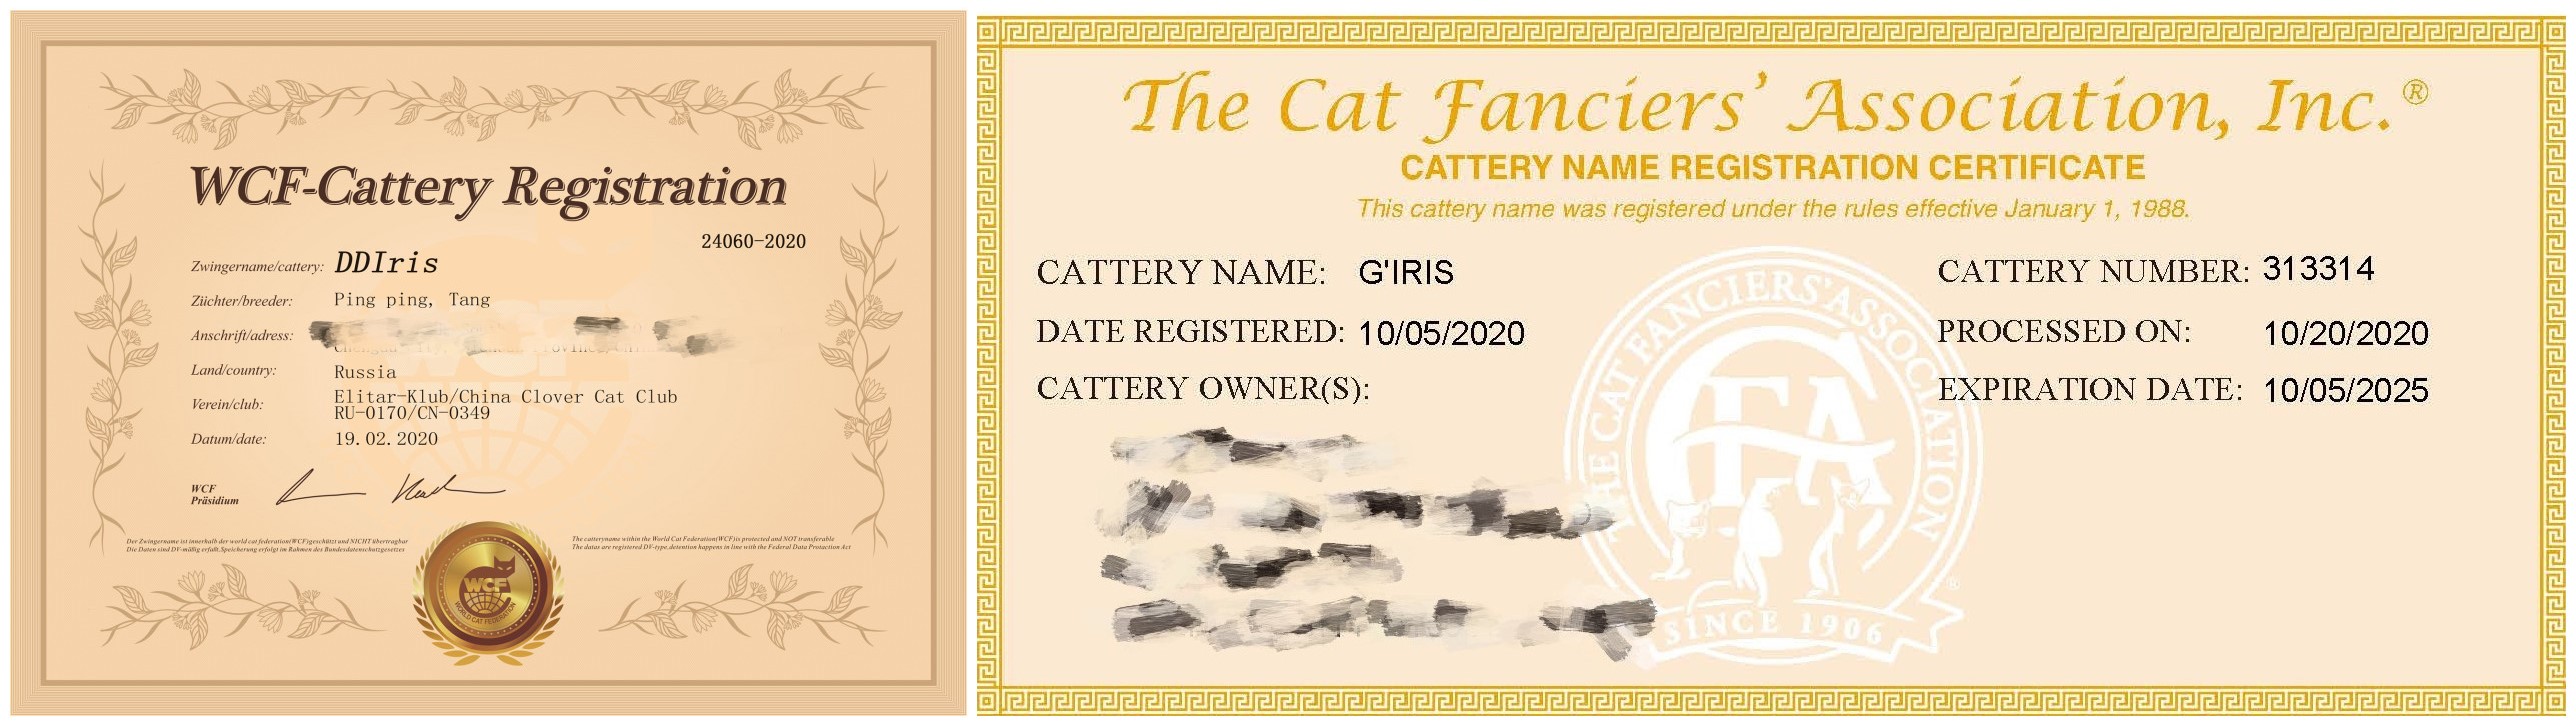 WCF-Cattery Registration
24060-2020
Zwingername/cattery: DDIris
Züchter/breeder: Ping ping, Tang
Anschrift/adress:
Land/country: Russia
Verein/club: Elitar-Klub/China Clover Cat Club
RU-0170/CN-0349
Datum/date: 19.02.2020
WCF
Präsidium
Der Zwingername ist innerhalb der world cat federation(WCF)geschützt und NICHT übertragbar
Die Daten sind DV-mäßig erfaßt.Speicherung erfolgt im Rahmen des Bundesdatenschutzgesetzes
The catteryname within the World Cat Federation(WCF)is protected and NOT transferable
The datas are registered DV-type.detention happens in line with the Federal Data Protuction Act
WCF
WORLD CAT FEDERATION
The Cat Fanciers' Association, Inc.®
CATTERY NAME REGISTRATION CERTIFICATE
This cattery name was registered under the rules effective January 1, 1988.
CATTERY NAME: G'IRIS
CATTERY NUMBER: 313314
DATE REGISTERED: 10/05/2020
PROCESSED ON: 10/20/2020
CATTERY OWNER(S):
EXPIRATION DATE: 10/05/2025
THE CAT FANCIERS' ASSOCIATION
CFA
SINCE 1906
®